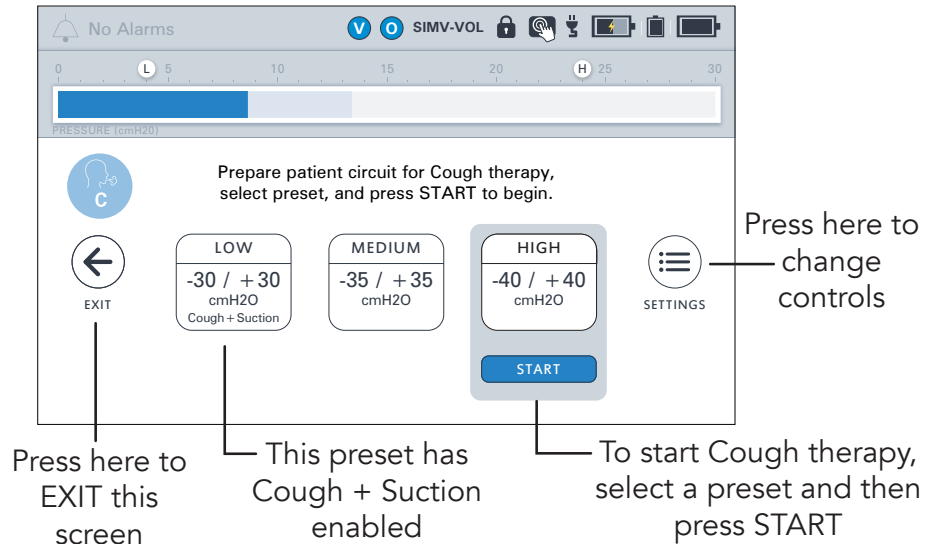 No Alarms
V O SIMV-VOL
0 L 5 10 15 20 H 25 30
PRESSURE (cmH20)
C
Prepare patient circuit for Cough therapy,
select preset, and press START to begin.
EXIT
LOW
-30 / +30
cmH2O
Cough+Suction
MEDIUM
-35 / +35
cmH2O
HIGH
-40 / +40
cmH2O
START
SETTINGS
Press here to
change
controls
Press here to
EXIT this
screen
This preset has
Cough + Suction
enabled
To start Cough therapy,
select a preset and then
press START